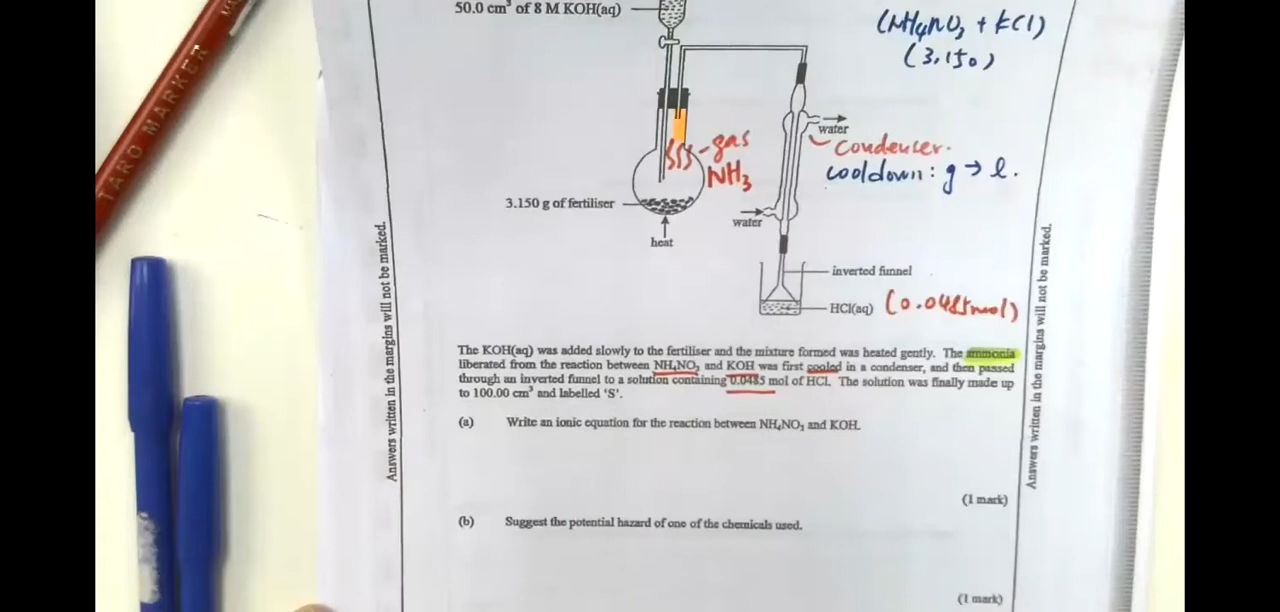 50.0 cm³ of 8 M KOH(aq)
(NH₄NO₃ + KCl)
(3.150)
TARO MARKER
water
gas
NH₃
condenser.
cooldown: g → l.
3.150 g of fertiliser
water
heat
inverted funnel
HCl(aq) (0.0485mol)
Answers written in the margins will not be marked.
Answers written in the margins will not be marked.
The KOH(aq) was added slowly to the fertiliser and the mixture formed was heated gently. The ammonia
liberated from the reaction between NH₄NO₃ and KOH was first cooled in a condenser, and then passed
through an inverted funnel to a solution containing 0.0485 mol of HCl. The solution was finally made up
to 100.00 cm³ and labelled ‘S’.
(a) Write an ionic equation for the reaction between NH₄NO₃ and KOH.
(1 mark)
(b) Suggest the potential hazard of one of the chemicals used.
(1 mark)